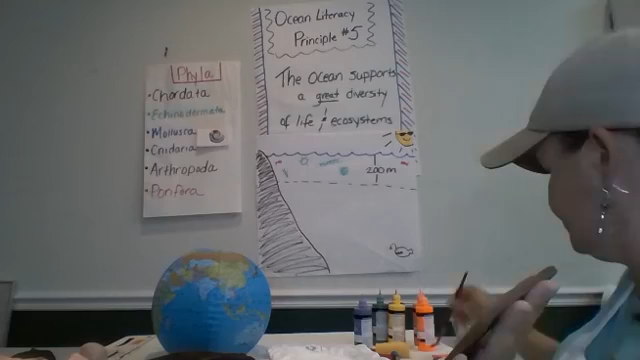 Phyla
• Chordata
• Echinodermata
• Mollusca
• Cnidaria
• Arthropoda
• Porifera
Ocean Literacy
Principle #5
The Ocean supports
a great diversity
of life & ecosystems
200m